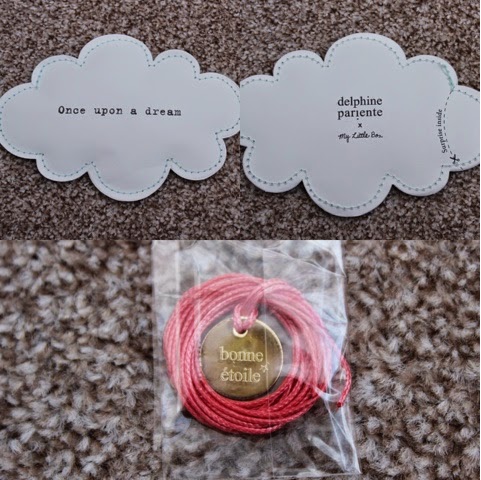 Once upon a dream
delphine
pariente
x
My Little Box
Surprise inside
bonne
étoile